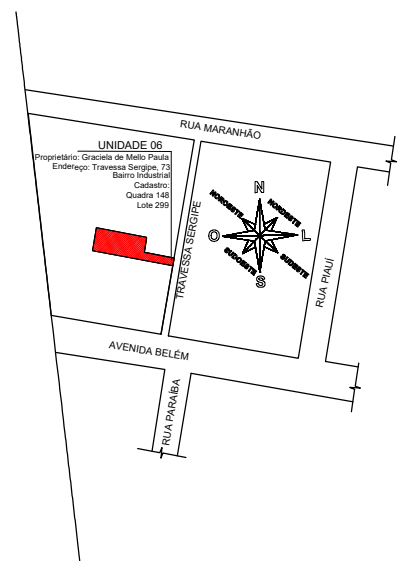 RUA MARANHÃO
UNIDADE 06
Proprietário: Graciela de Mello Paula
Endereço: Travessa Sergipe, 73
Bairro Industrial
Cadastro:
Quadra 148
Lote 299
TRAVESSA SERGIPE
N
NOROESTE
NORDESTE
O
L
SUDOESTE
SUDESTE
S
RUA PIAUÍ
AVENIDA BELÉM
RUA PARAÍBA